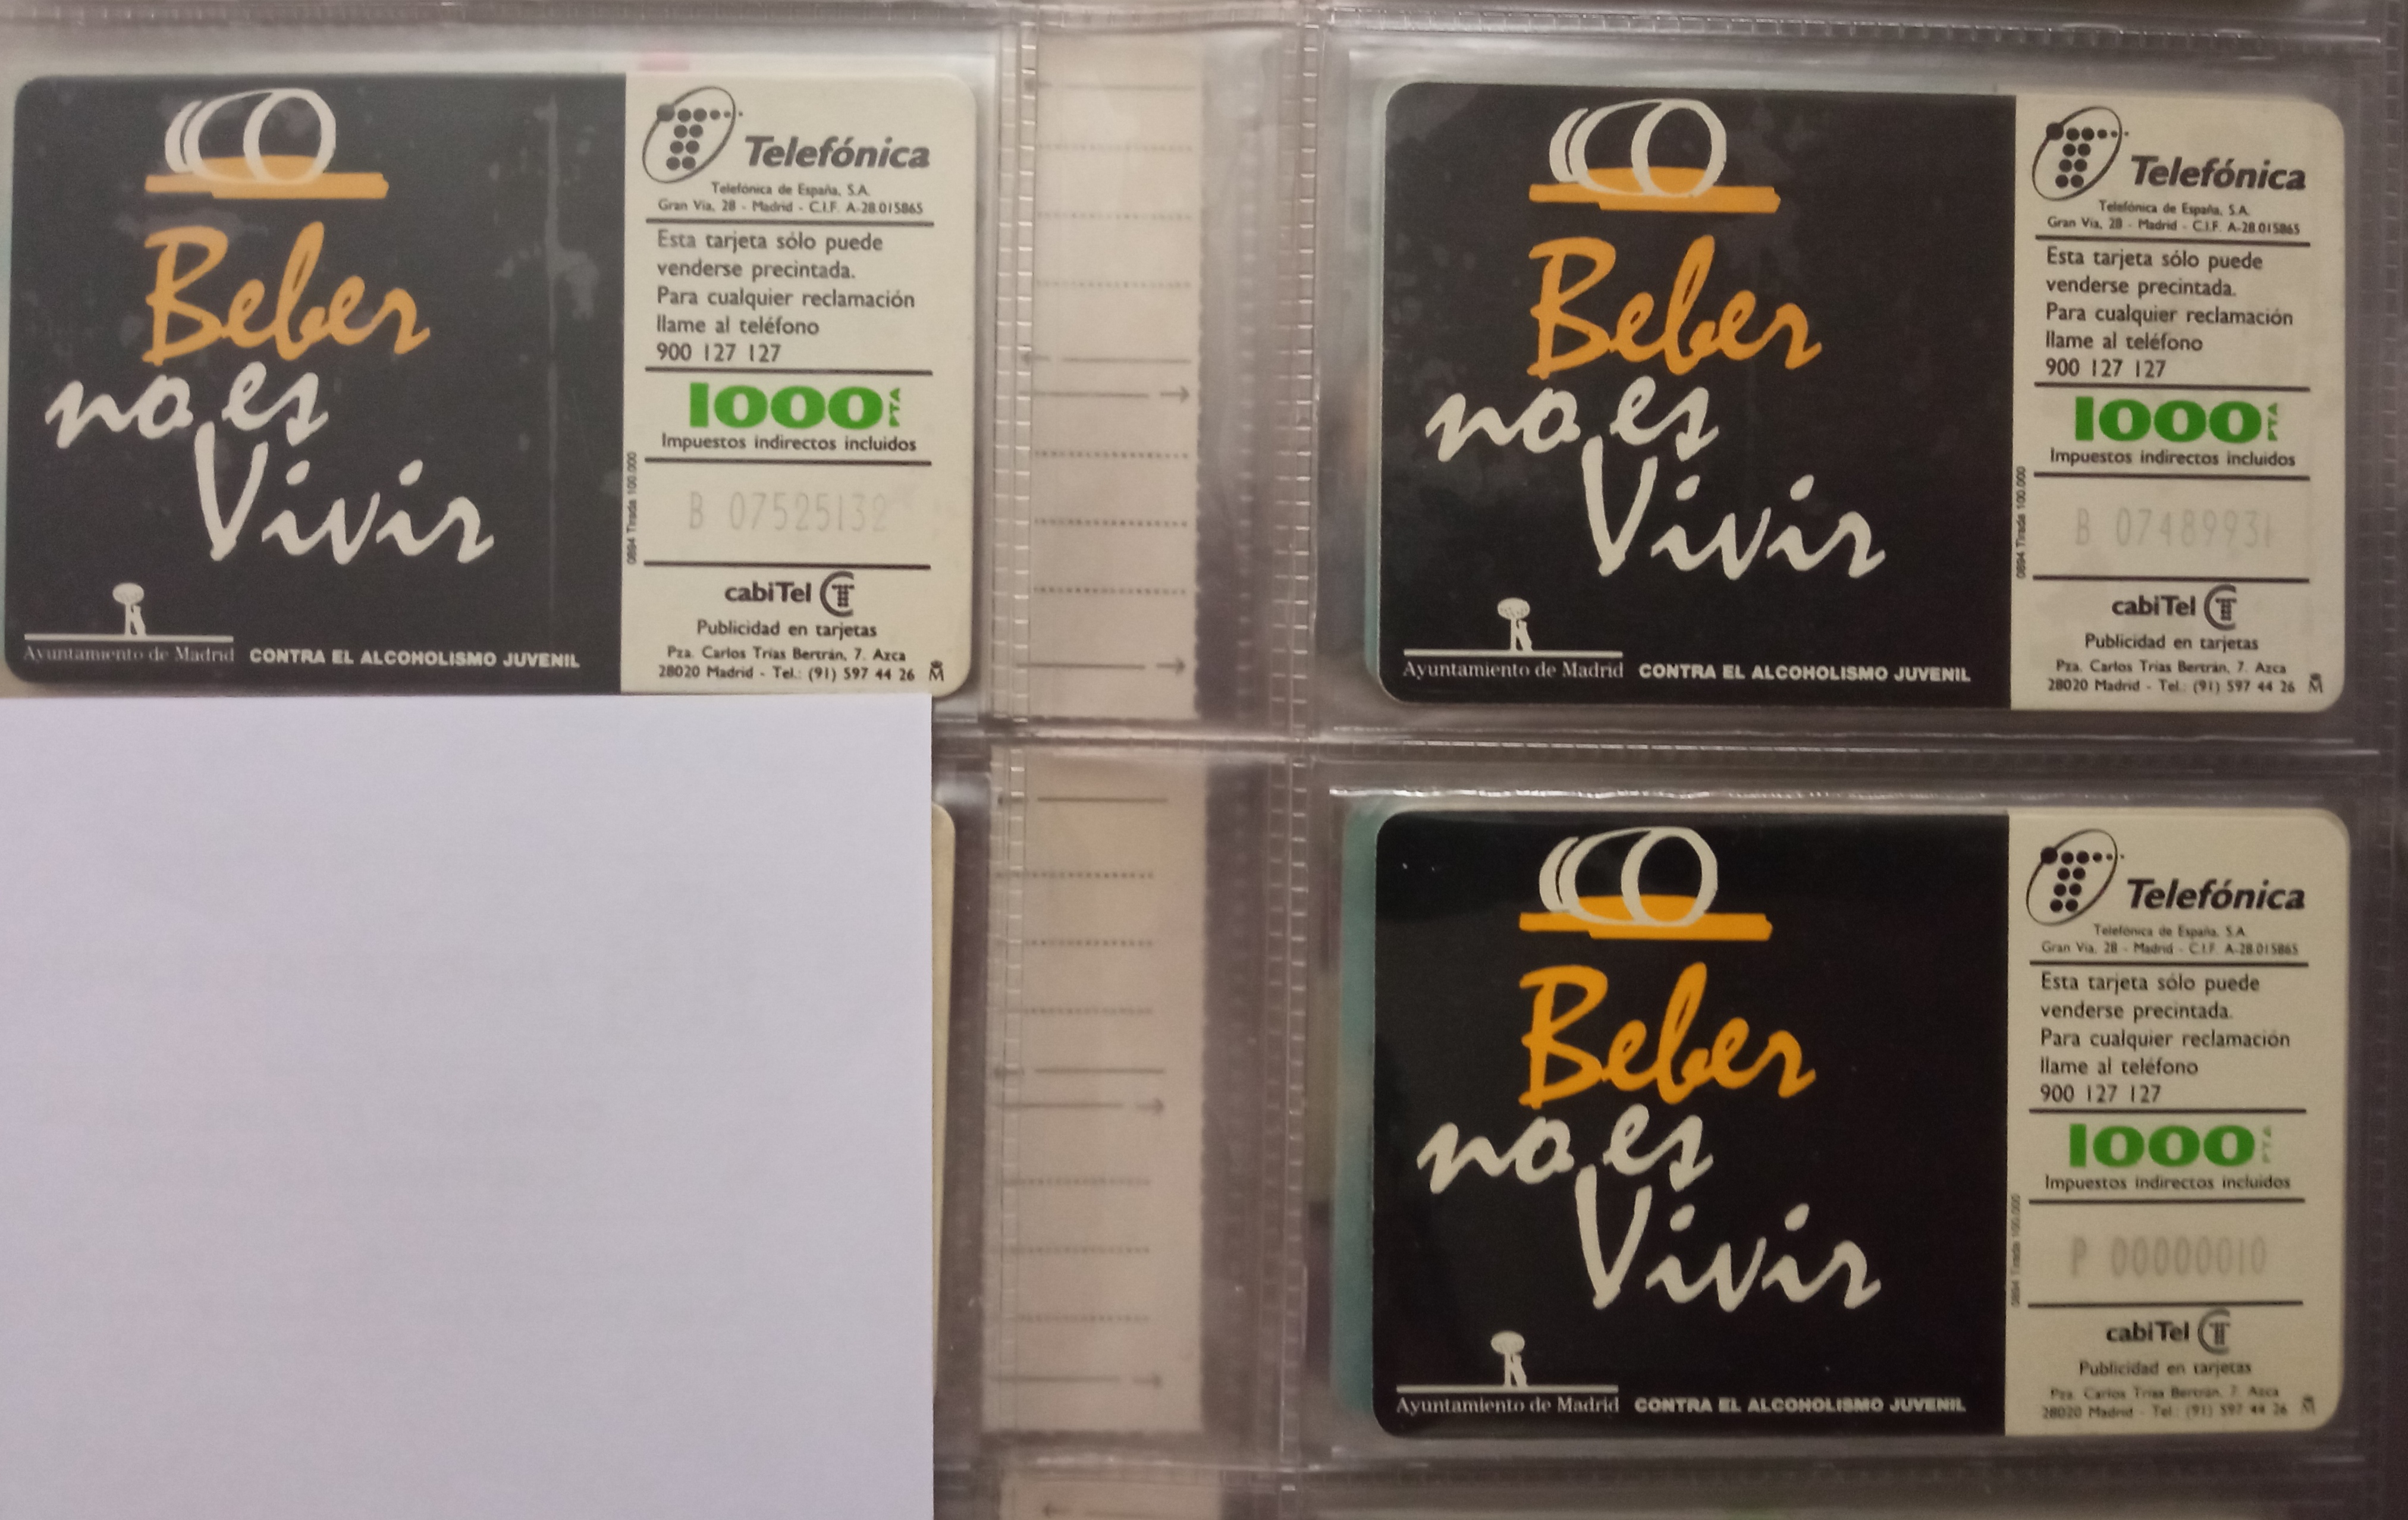 Beber
no es
Vivir
Ayuntamiento de Madrid CONTRA EL ALCOHOLISMO JUVENIL
Telefónica
Telefónica de España, S.A.
Gran Vía, 28 - Madrid - C.I.F. A-28.015865
Esta tarjeta sólo puede
venderse precintada.
Para cualquier reclamación
llame al teléfono
900 127 127
1000 PTA
Impuestos indirectos incluidos
0894 Tirada 100.000
B 07525132
cabiTel
Publicidad en tarjetas
Pza. Carlos Trías Bertrán, 7. Azca
28020 Madrid - Tel.: (91) 597 44 26
Beber
no es
Vivir
Ayuntamiento de Madrid CONTRA EL ALCOHOLISMO JUVENIL
Telefónica
Telefónica de España, S.A.
Gran Vía, 28 - Madrid - C.I.F. A-28.015865
Esta tarjeta sólo puede
venderse precintada.
Para cualquier reclamación
llame al teléfono
900 127 127
1000 PTA
Impuestos indirectos incluidos
0894 Tirada 100.000
B
cabiTel
Publicidad en tarjetas
Pza. Carlos Trías Bertrán, 7. Azca
28020 Madrid - Tel.: (91) 597 44 26
Beber
no es
Vivir
Ayuntamiento de Madrid CONTRA EL ALCOHOLISMO JUVENIL
Telefónica
Telefónica de España, S.A.
Gran Vía, 28 - Madrid - C.I.F. A-28.015865
Esta tarjeta sólo puede
venderse precintada.
Para cualquier reclamación
llame al teléfono
900 127 127
1000 PTA
Impuestos indirectos incluidos
0894 Tirada 100.000
P 00000010
cabiTel
Publicidad en tarjetas
Pza. Carlos Trías Bertrán, 7. Azca
28020 Madrid - Tel.: (91) 597 44 26